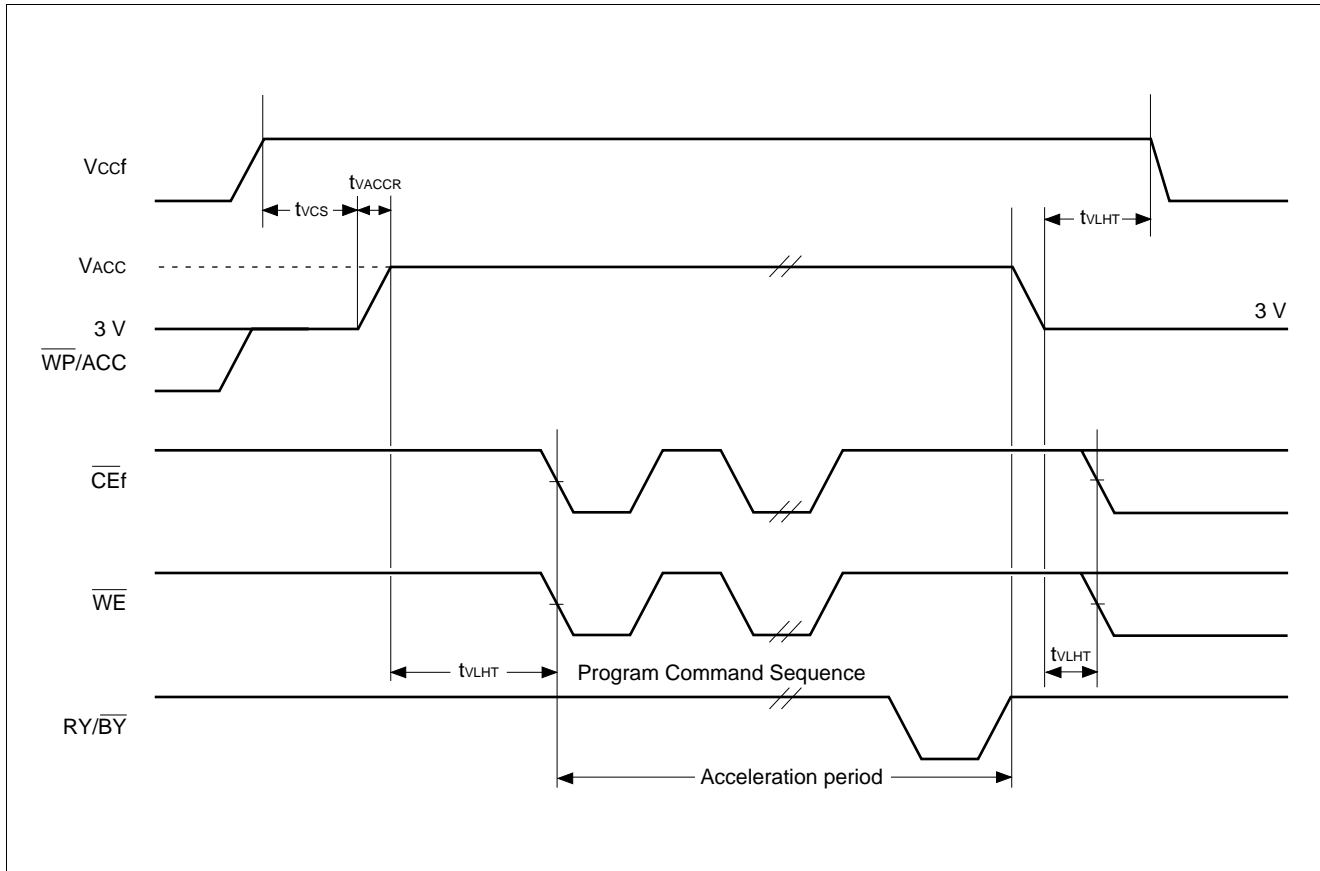 VCCf
tVACCR
tVCS
tVLHT
VACC
3 V
3 V
WP/ACC
CEf
WE
tVLHT
Program Command Sequence
tVLHT
RY/BY
Acceleration period